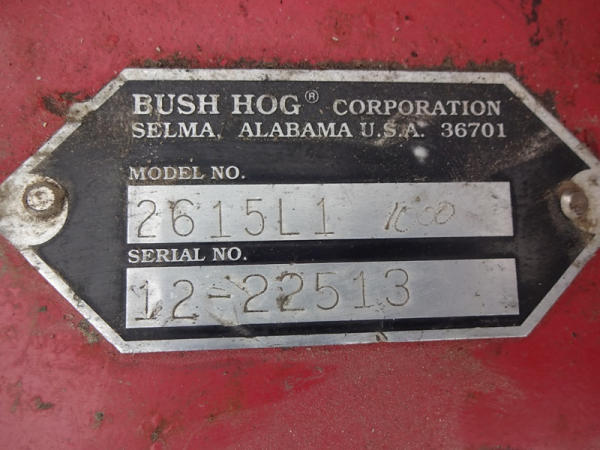 BUSH HOG® CORPORATION
SELMA, ALABAMA U.S.A. 36701
MODEL NO.
2615L1 1000
SERIAL NO.
12-22513